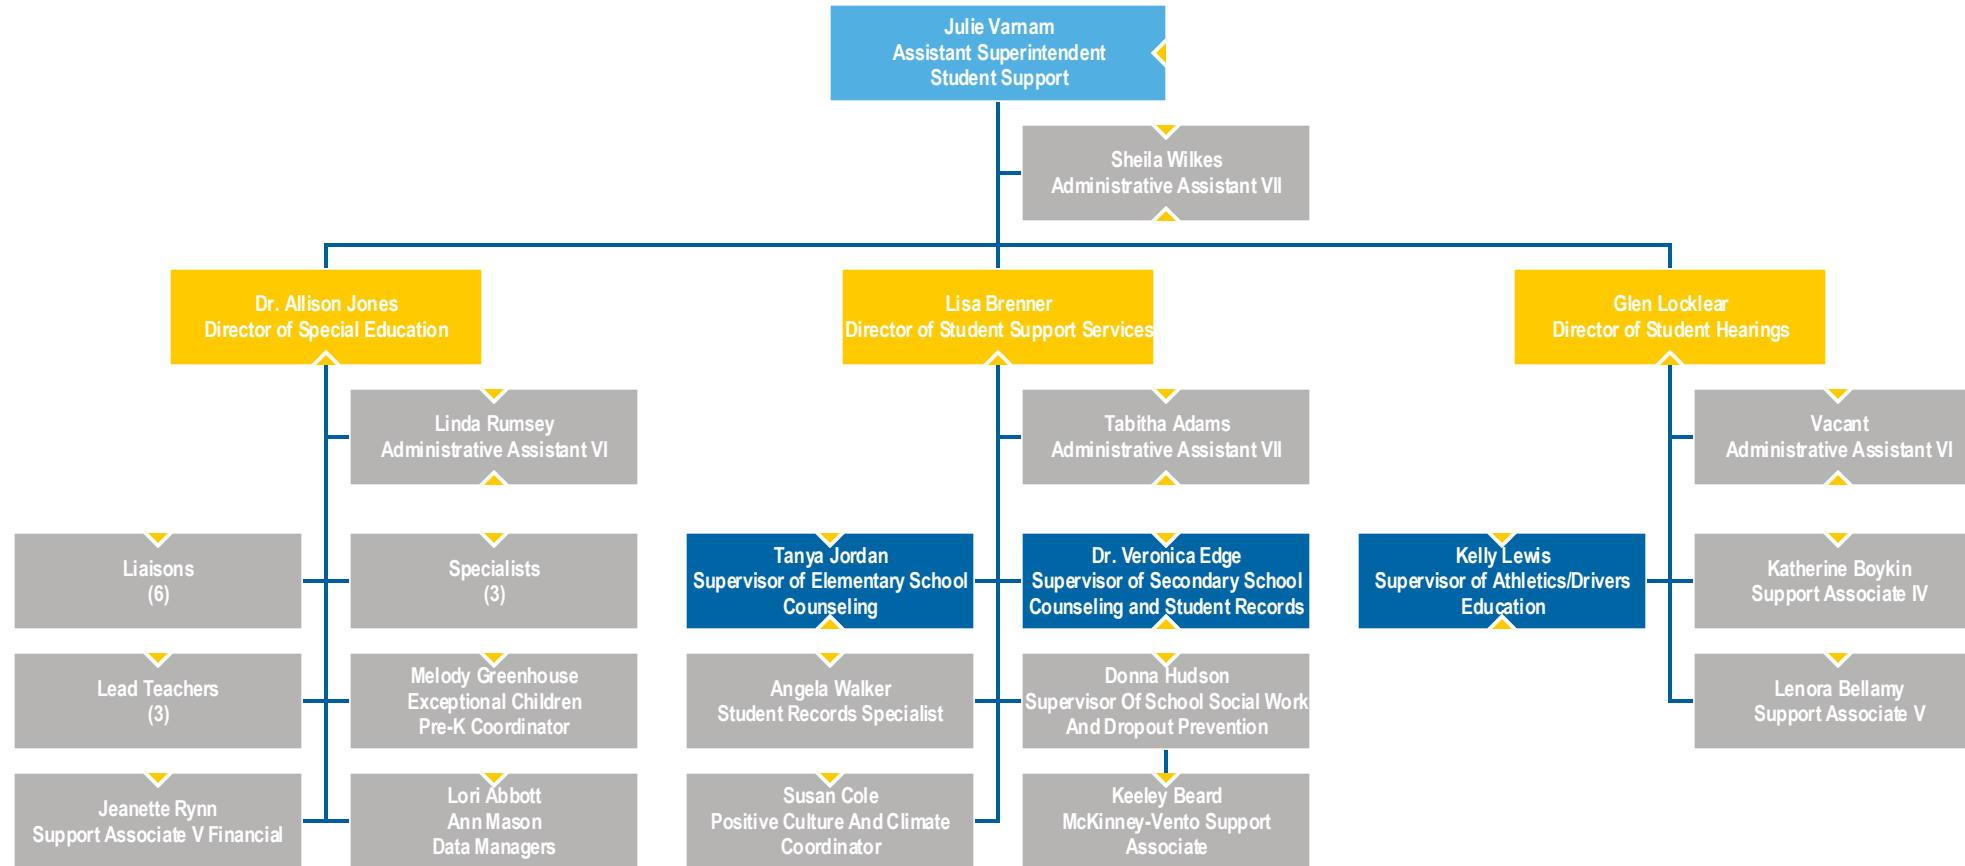 Julie Varnam
Assistant Superintendent
Student Support
Sheila Wilkes
Administrative Assistant VII
Dr. Allison Jones
Director of Special Education
Lisa Brenner
Director of Student Support Services
Glen Locklear
Director of Student Hearings
Linda Rumsey
Administrative Assistant VI
Tabitha Adams
Administrative Assistant VII
Vacant
Administrative Assistant VI
Liaisons
(6)
Specialists
(3)
Tanya Jordan
Supervisor of Elementary School
Counseling
Dr. Veronica Edge
Supervisor of Secondary School
Counseling and Student Records
Kelly Lewis
Supervisor of Athletics/Drivers
Education
Katherine Boykin
Support Associate IV
Lead Teachers
(3)
Melody Greenhouse
Exceptional Children
Pre-K Coordinator
Angela Walker
Student Records Specialist
Donna Hudson
Supervisor Of School Social Work
And Dropout Prevention
Lenora Bellamy
Support Associate V
Jeanette Rynn
Support Associate V Financial
Lori Abbott
Ann Mason
Data Managers
Susan Cole
Positive Culture And Climate
Coordinator
Keeley Beard
McKinney-Vento Support
Associate